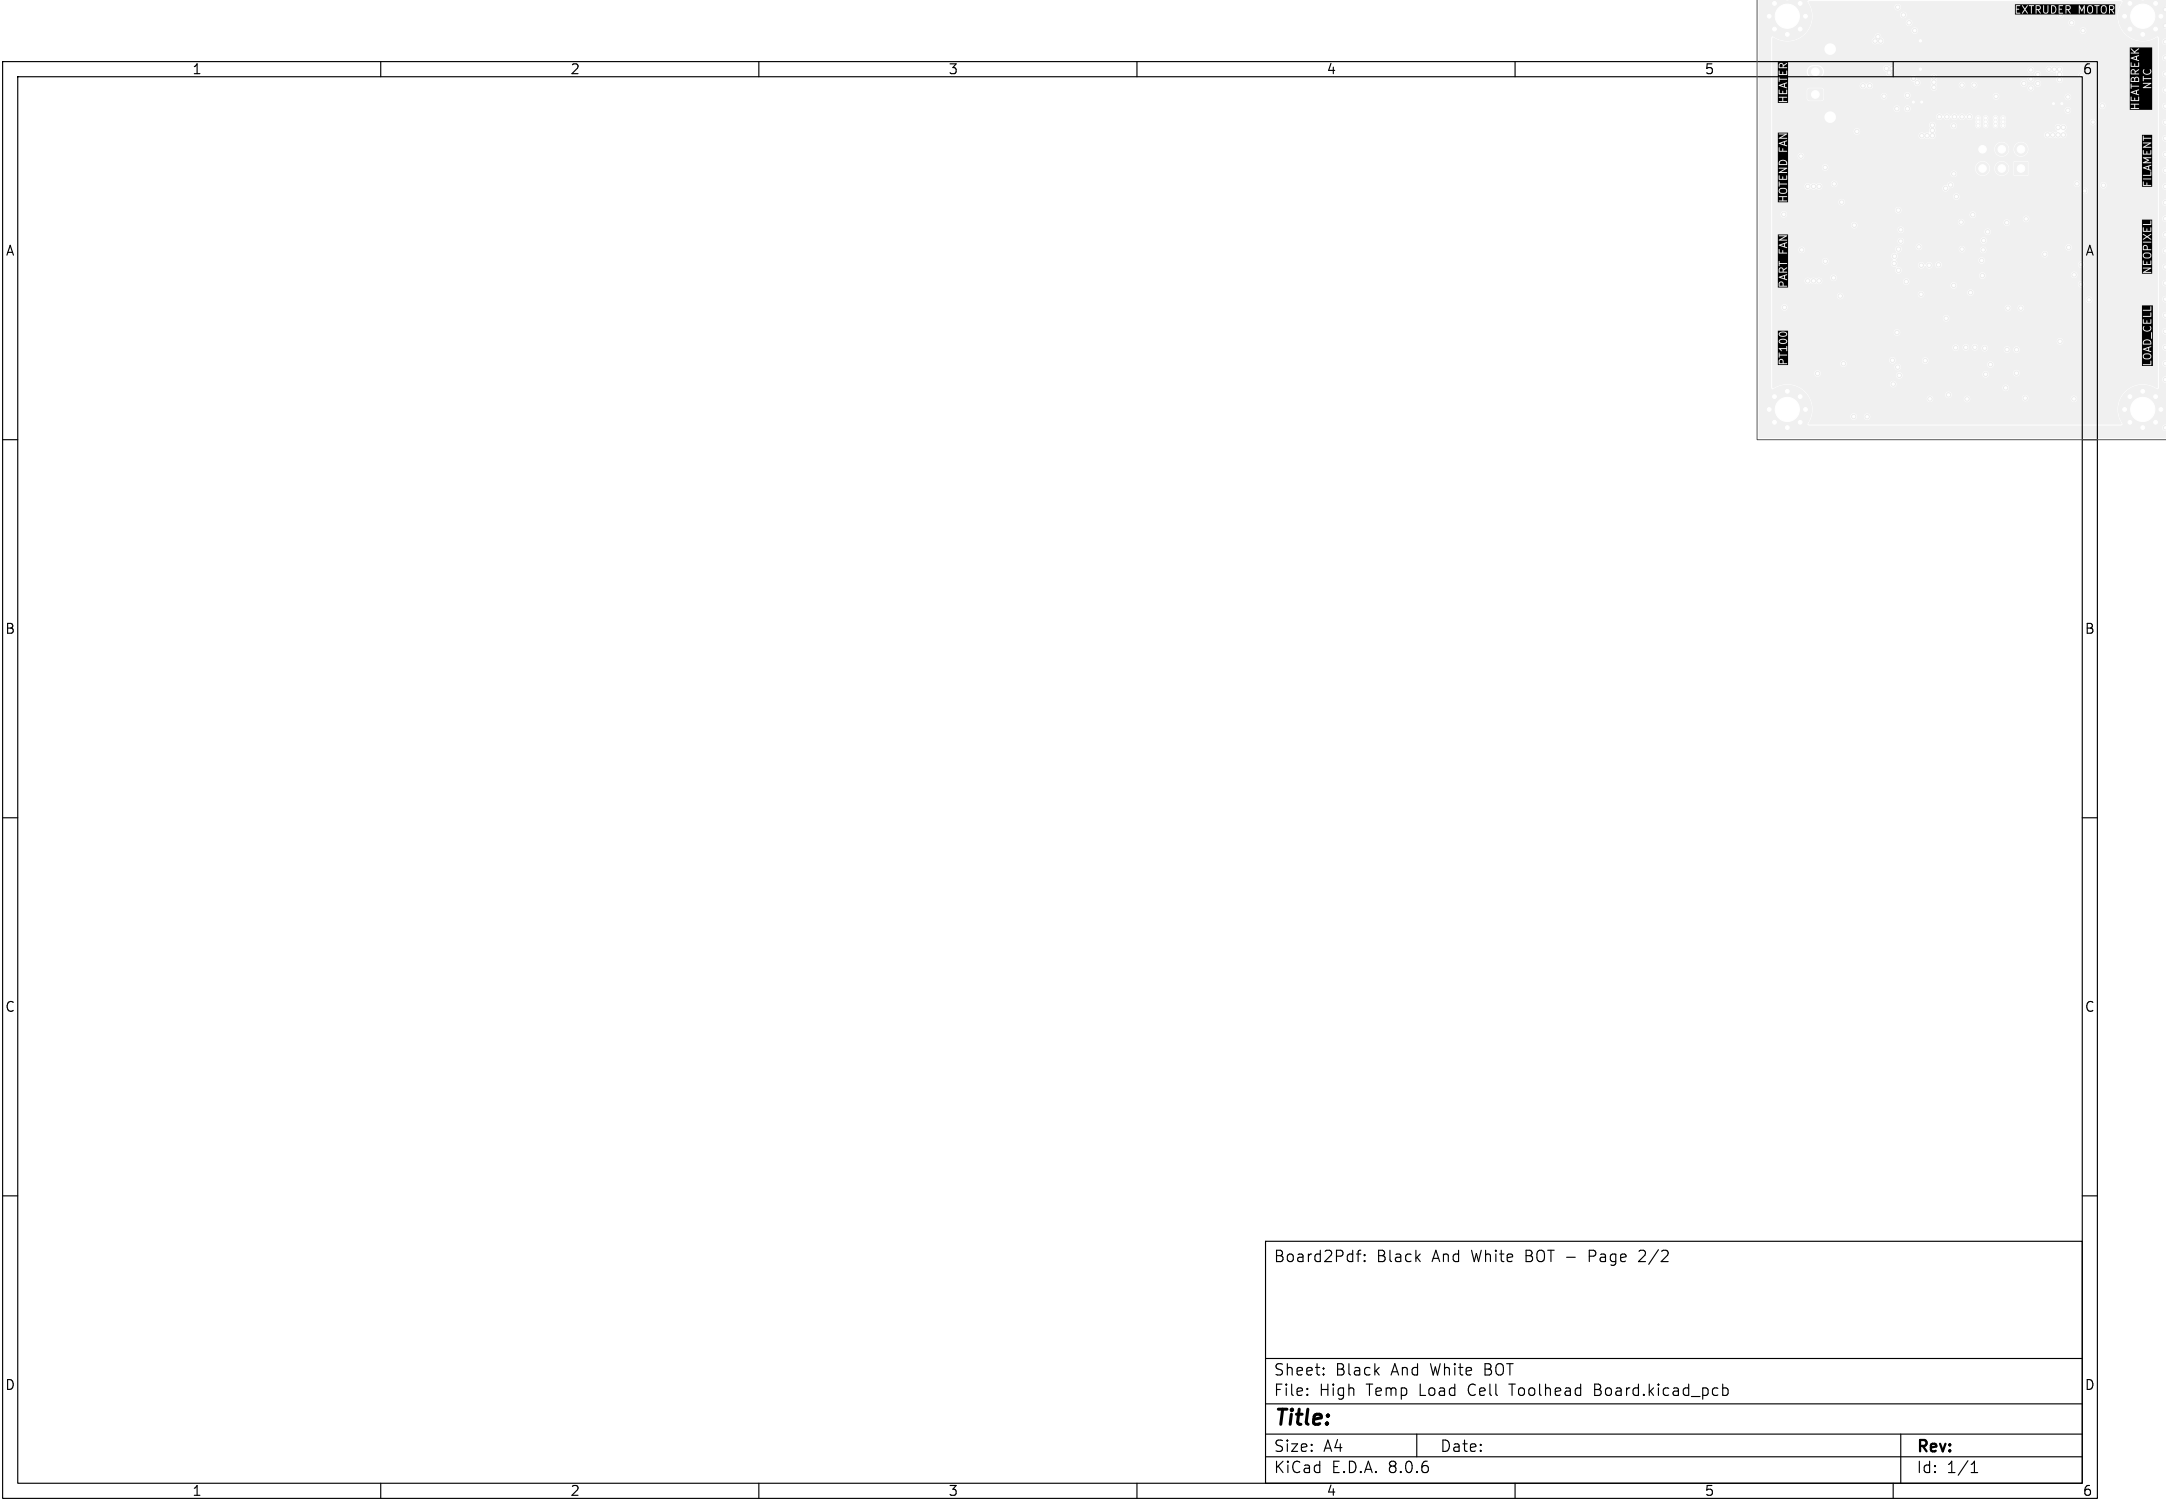 EXTRUDER MOTOR
HEATBREAK
NTC
1 2 3 4 5 6
HEATER
HOTEND FAN
FILAMENT
A
PART FAN
NEOPIXEL
A
PT100
LOAD_CELL
B
B
C
C
Board2Pdf: Black And White BOT - Page 2/2
Sheet: Black And White BOT
File: High Temp Load Cell Toolhead Board.kicad_pcb
D
D
Title:
Size: A4
Date:
Rev:
KiCad E.D.A. 8.0.6
Id: 1/1
1 2 3 4 5 6